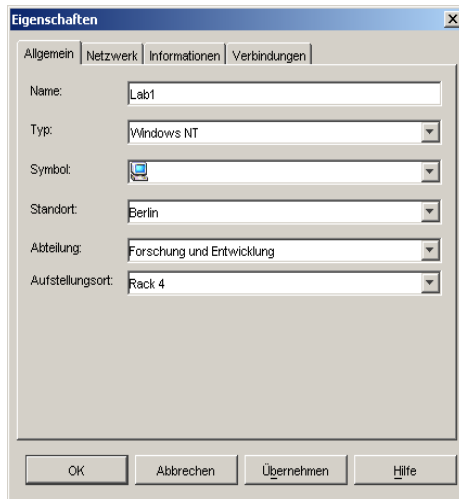 Eigenschaften
Allgemein Netzwerk Informationen Verbindungen
Name: Lab1
Typ: Windows NT
Symbol:
Standort: Berlin
Abteilung: Forschung und Entwicklung
Aufstellungsort: Rack 4
OK Abbrechen Übernehmen Hilfe